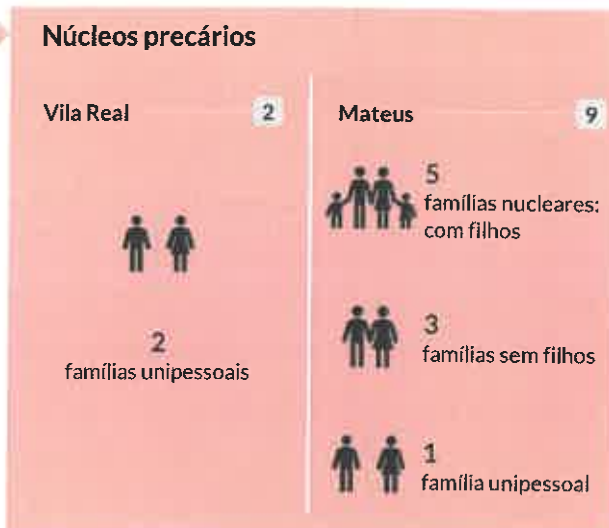 Núcleos precários
Vila Real 2
2
famílias unipessoais
Mateus 9
5
famílias nucleares:
com filhos
3
famílias sem filhos
1
família unipessoal